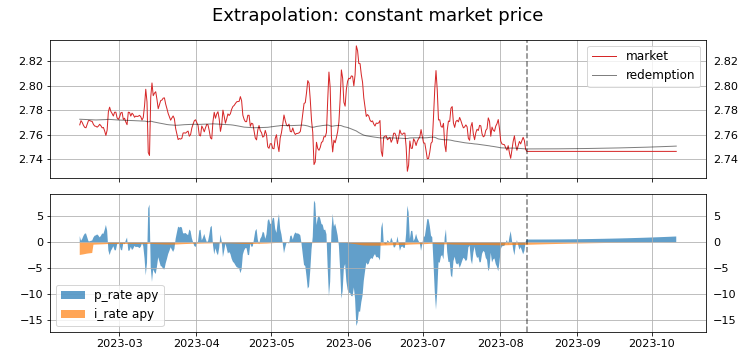 Extrapolation: constant market price
2.82 2.82
2.80 2.80
2.78 2.78
2.76 2.76
2.74 2.74
market
redemption
5 5
0 0
−5 −5
−10 −10
−15 −15
p_rate apy
i_rate apy
2023-03 2023-04 2023-05 2023-06 2023-07 2023-08 2023-09 2023-10